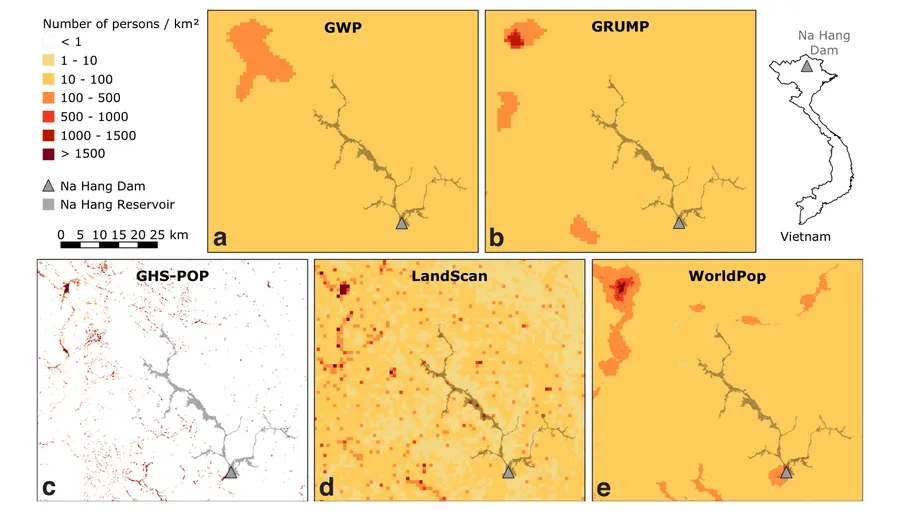 Number of persons / km²
< 1
1 - 10
10 - 100
100 - 500
500 - 1000
1000 - 1500
> 1500
Na Hang Dam
Na Hang Reservoir
0 5 10 15 20 25 km
GWP
a
GRUMP
b
Na Hang
Dam
Vietnam
GHS-POP
c
LandScan
d
WorldPop
e